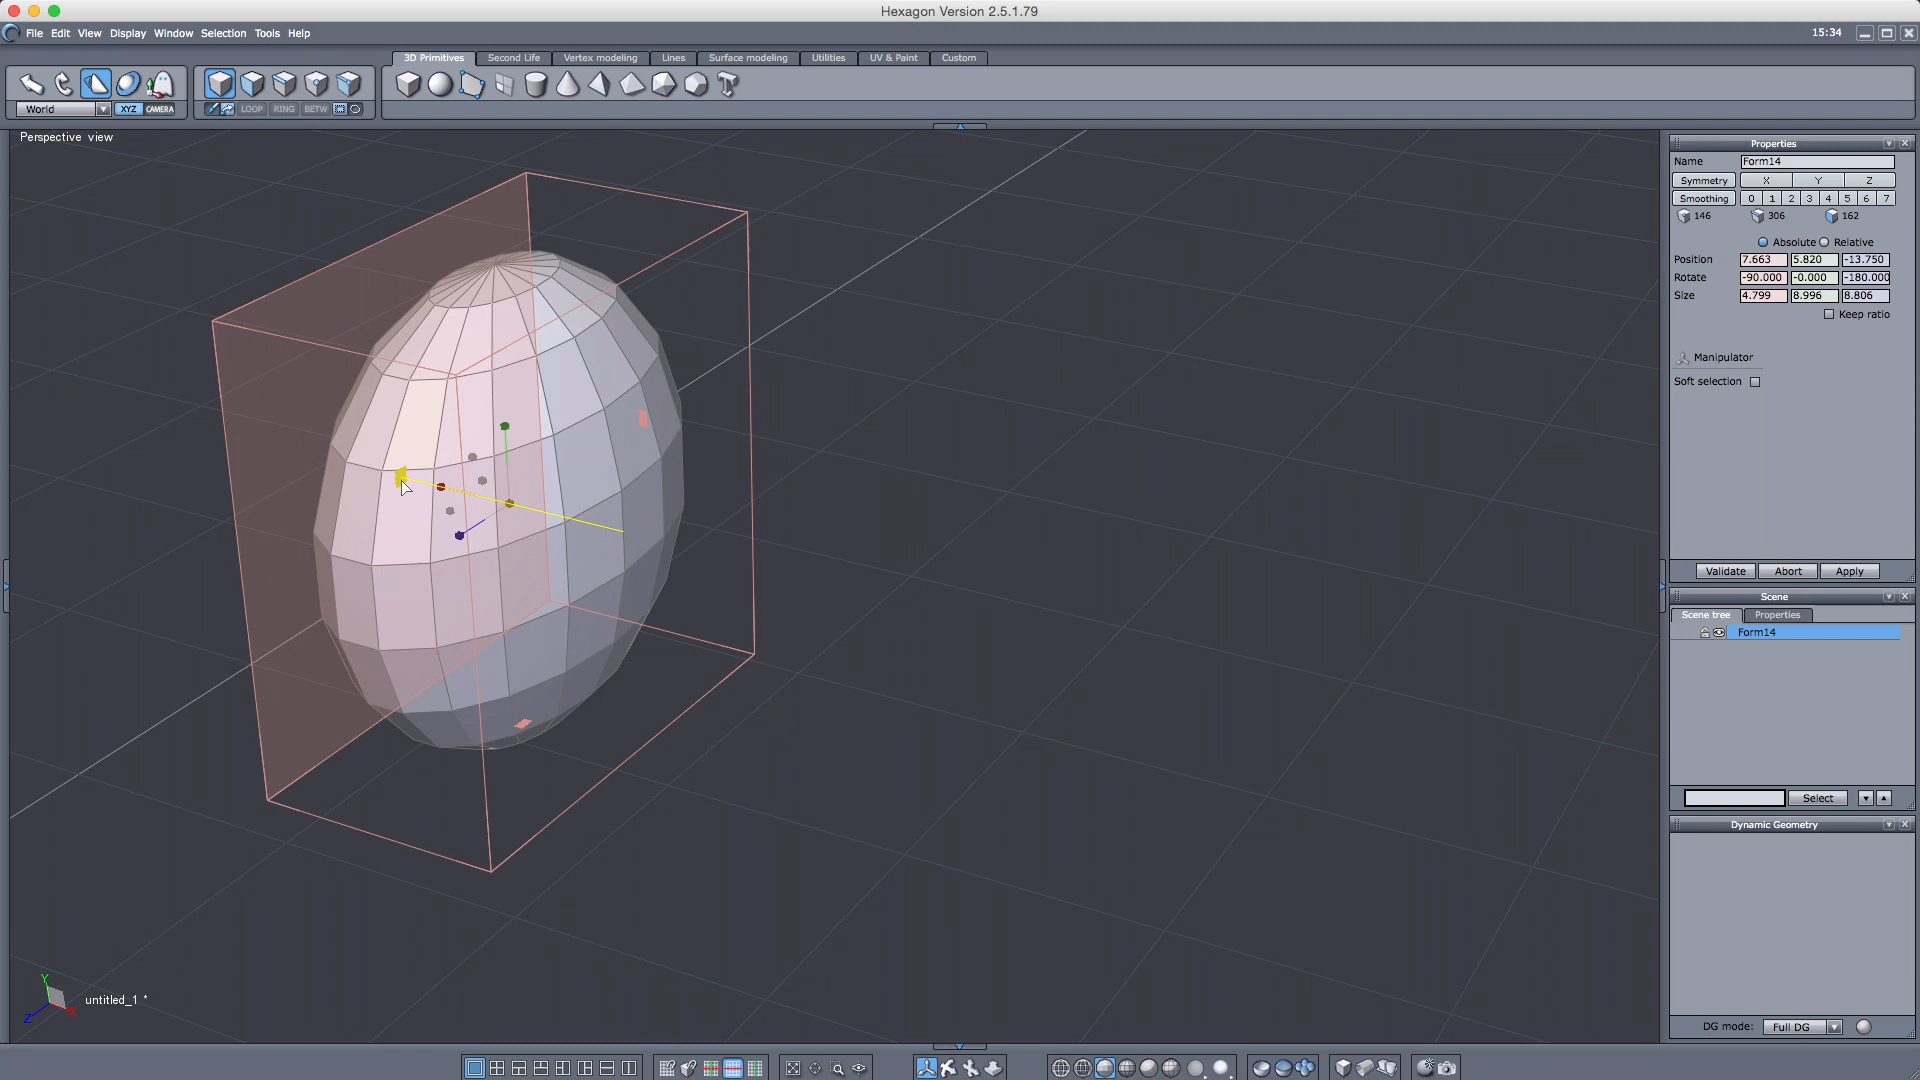 Hexagon Version 2.5.1.79
File Edit View Display Window Selection Tools Help
15:34
3D Primitives Second Life Vertex modeling Lines Surface modeling Utilities UV & Paint Custom
World XYZ CAMERA LOOP RING BETW
Perspective view
Properties
Name Form14
Symmetry X Y Z
Smoothing 0 1 2 3 4 5 6 7
146 306 162
Absolute Relative
Position 7.663 5.820 -13.750
Rotate -90.000 -0.000 -180.000
Size 4.799 8.996 8.806
Keep ratio
Manipulator
Soft selection
Validate Abort Apply
Scene
Scene tree Properties
Form14
Select
Dynamic Geometry
Y
X
Z
untitled_1 *
DG mode: Full DG